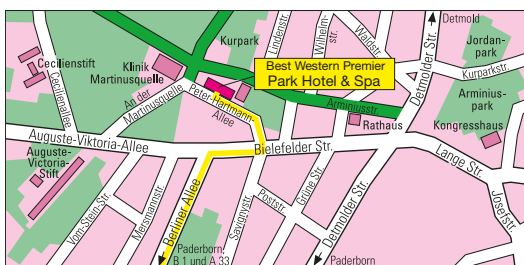 Detmold
Cecilienstift
Cecilienallee
Klinik
Martinusquelle
An der
Martinusquelle
Kurpark
Lindenstr.
Wilhelm-
str.
Waldstr.
Detmolder Str.
Jordan-
park
Kurparkstr.
Best Western Premier
Park Hotel & Spa
Peter-Hartmann-
Allee
Arminiusstr.
Rathaus
Arminius-
park
Kongresshaus
Auguste-Viktoria-Allee
Bielefelder Str.
Lange Str.
Auguste-
Victoria-
Stift
Vom-Stein-Str.
Mersmannstr.
Berliner Allee
Savignystr.
Poststr.
Grüne Str.
Detmolder Str.
Josefstr.
Paderborn,
B 1 und A 33
Paderborn